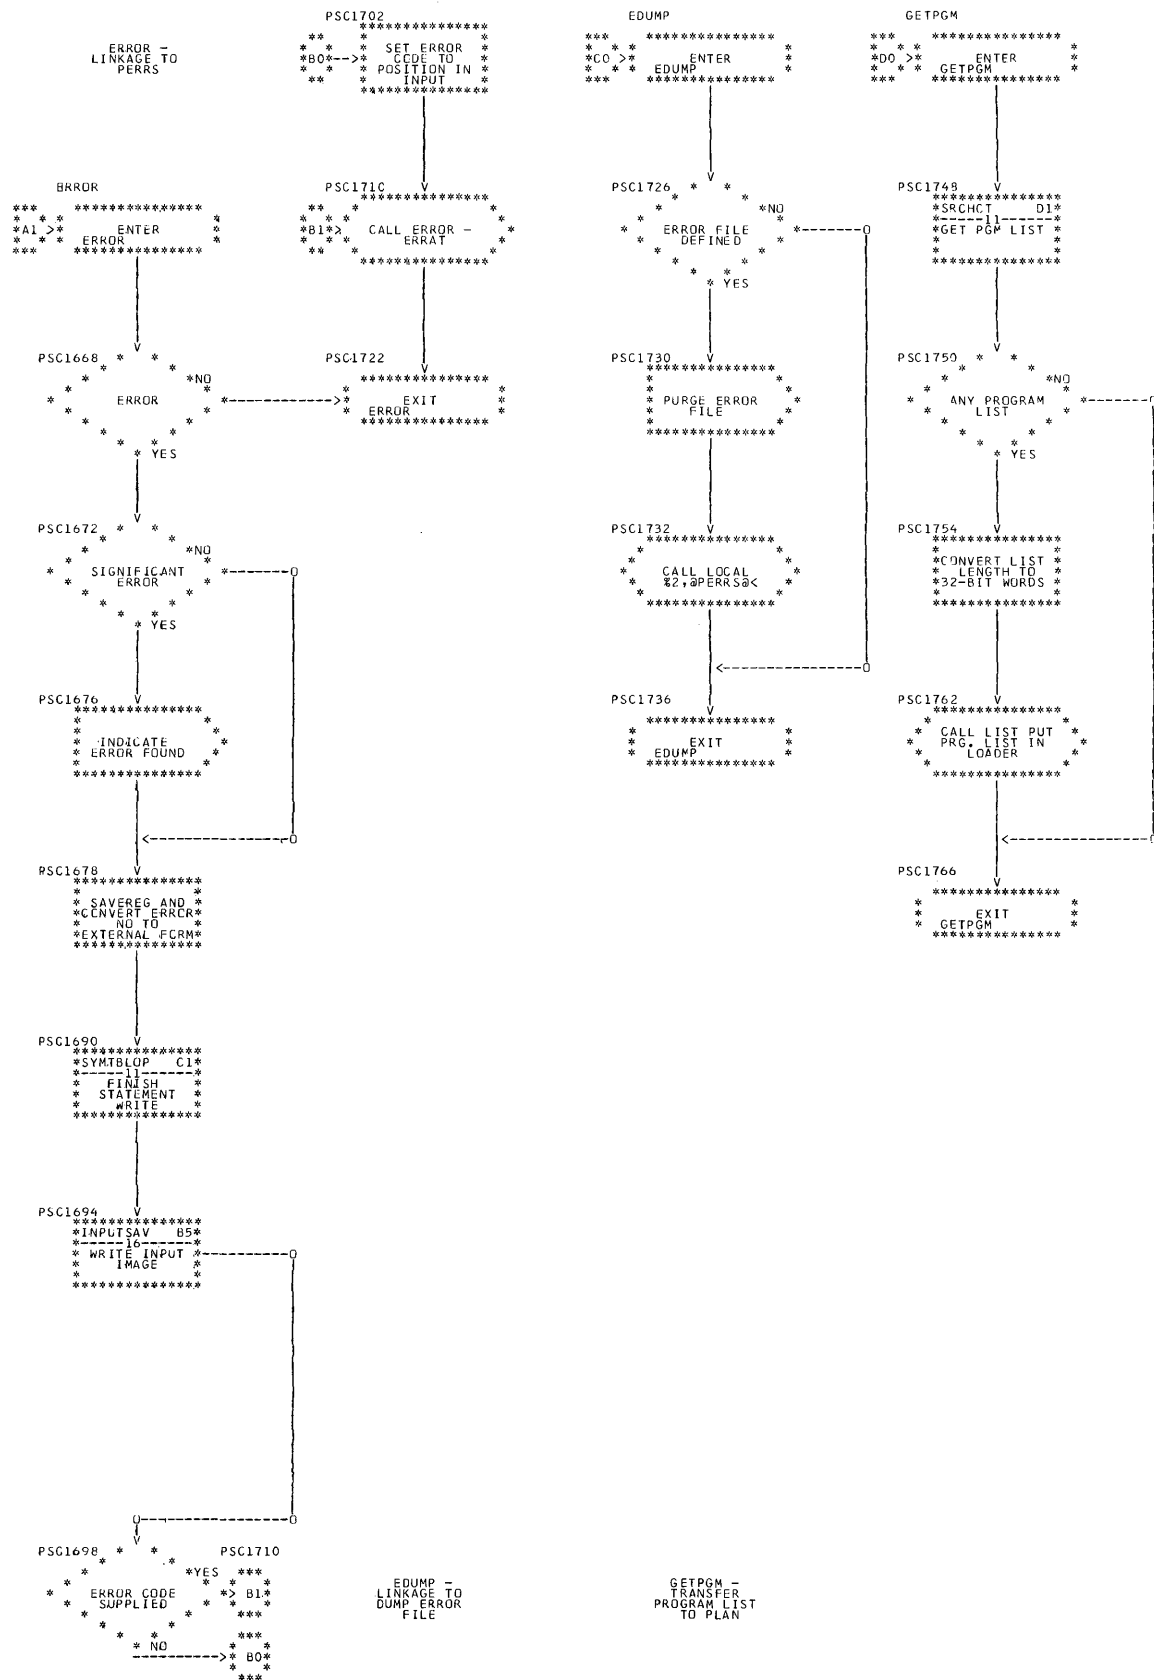 ERROR -
LINKAGE TO
PERRS
BRROR
A1 >
ENTER
ERROR
PSC1668
ERROR
NO
YES
PSC1672
SIGNIFICANT
ERROR
NO
YES
PSC1676
INDICATE
ERROR FOUND
PSC1678
SAVEREG AND
CONVERT ERROR
NO TO
EXTERNAL FORM
PSC1690
SYMTBLOP C1
11
FINISH
STATEMENT
WRITE
PSC1694
INPUTSAV B5
16
WRITE INPUT
IMAGE
PSC1698
ERROR CODE
SUPPLIED
YES
PSC1710
B1
NO
B0
PSC1702
B0
SET ERROR
CODE TO
POSITION IN
INPUT
PSC1710
B1 >
CALL ERROR -
ERRAT
PSC1722
EXIT
ERROR
EDUMP
C0 >
ENTER
EDUMP
PSC1726
ERROR FILE
DEFINED
NO
YES
PSC1730
PURGE ERROR
FILE
PSC1732
CALL LOCAL
%2,@PERRS@<
PSC1736
EXIT
EDUMP
GETPGM
D0 >
ENTER
GETPGM
PSC1748
SRCHCT D1
11
GET PGM LIST
PSC1750
ANY PROGRAM
LIST
NO
YES
PSC1754
CONVERT LIST
LENGTH TO
32-BIT WORDS
PSC1762
CALL LIST PUT
PRG. LIST IN
LOADER
PSC1766
EXIT
GETPGM
EDUMP -
LINKAGE TO
DUMP ERROR
FILE
GETPGM -
TRANSFER
PROGRAM LIST
TO PLAN